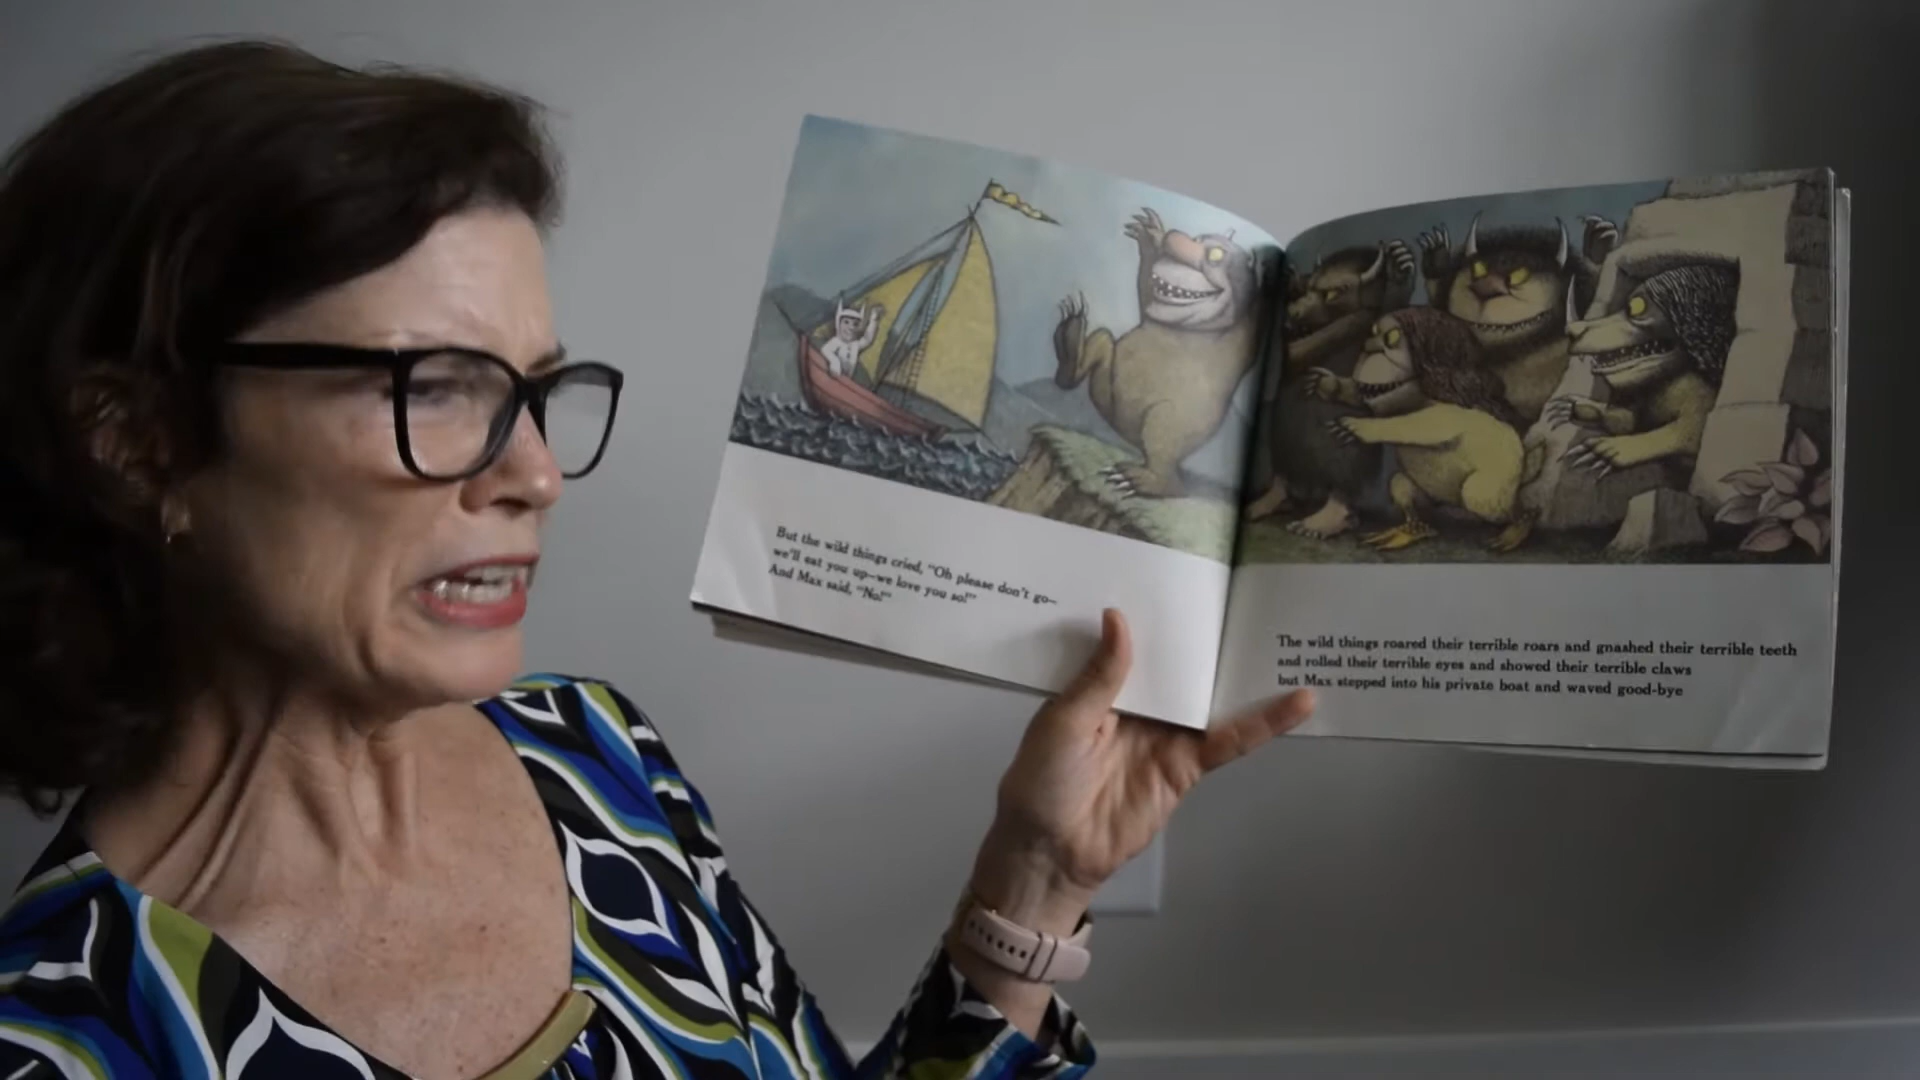 But the wild things cried, "Oh please don't go—
we'll eat you up—we love you so!"
And Max said, "No!"
The wild things roared their terrible roars and gnashed their terrible teeth
and rolled their terrible eyes and showed their terrible claws
but Max stepped into his private boat and waved good-bye